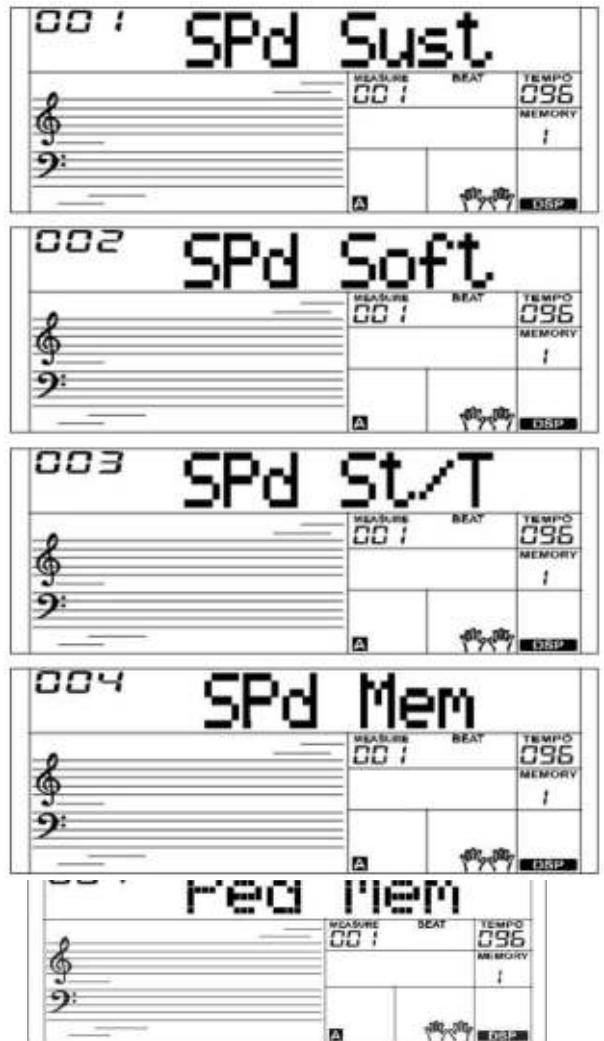 001 SPd Sust.
MEASURE BEAT TEMPO
001 096
MEMORY
1
A DSP
002 SPd Soft.
MEASURE BEAT TEMPO
001 096
MEMORY
1
A DSP
003 SPd St./T
MEASURE BEAT TEMPO
001 096
MEMORY
1
A DSP
004 SPd Mem
MEASURE BEAT TEMPO
001 096
MEMORY
1
A DSP
Mem
MEASURE BEAT TEMPO
001 096
MEMORY
1
A DSP